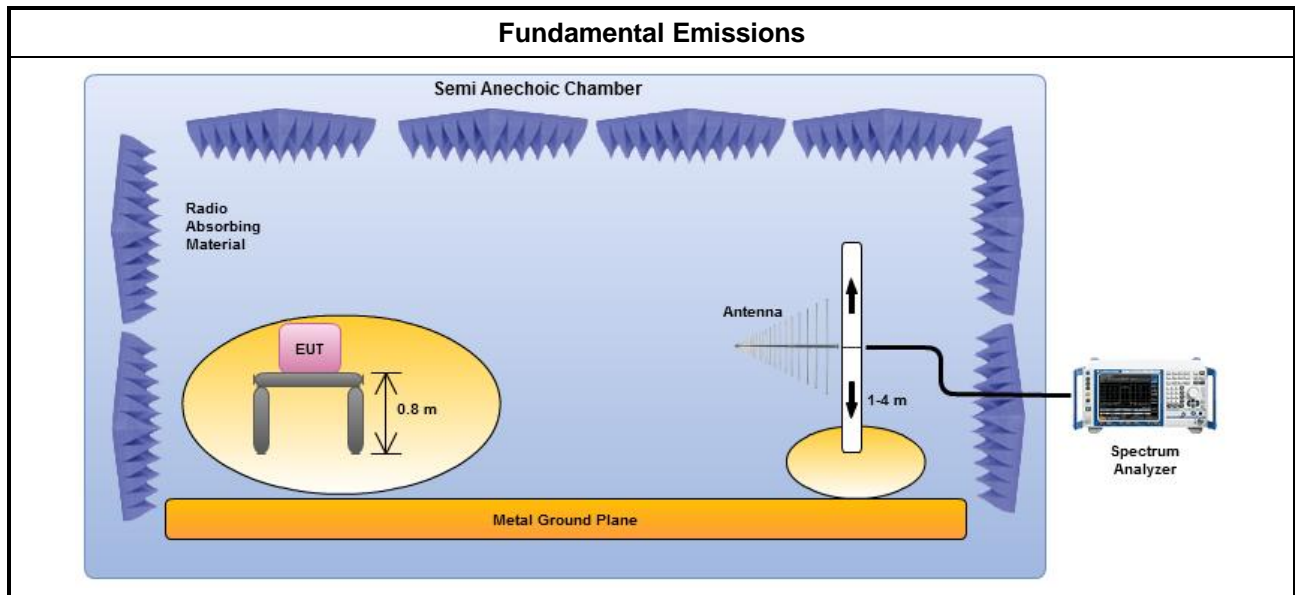 Fundamental Emissions
Semi Anechoic Chamber
Radio
Absorbing
Material
Antenna
EUT
0.8 m
1-4 m
Spectrum
Analyzer
Metal Ground Plane